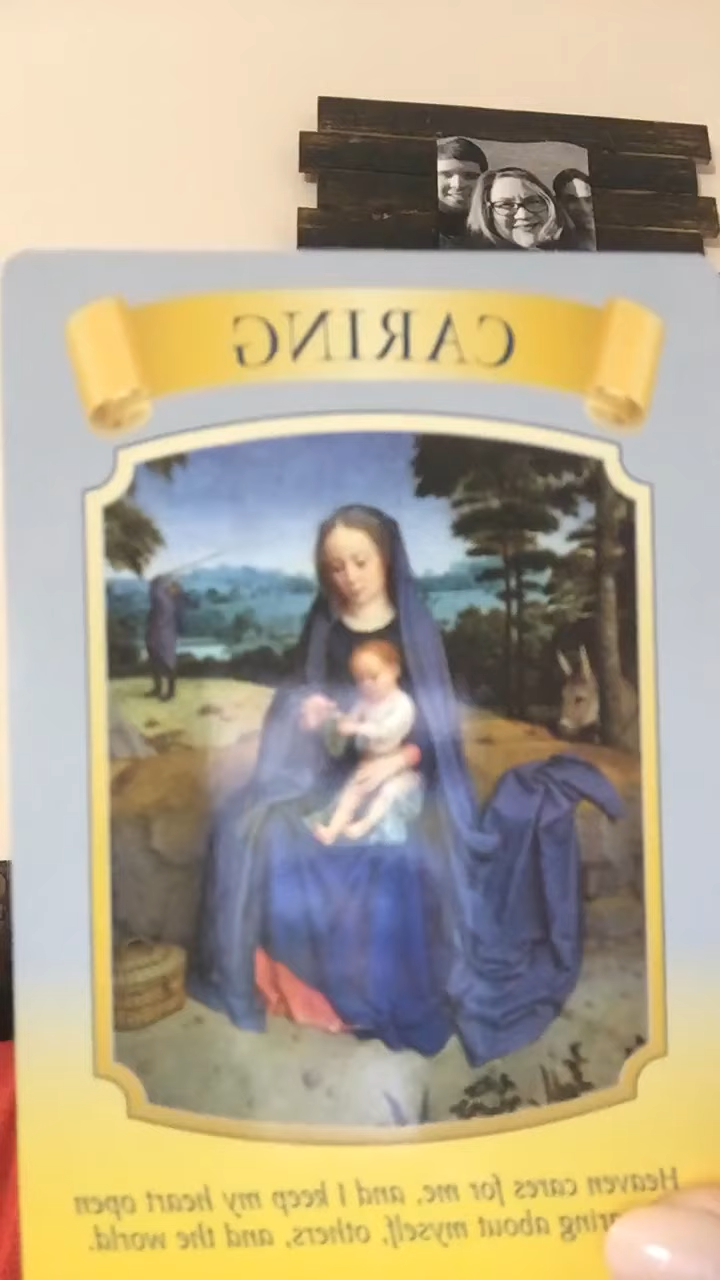 CARING
Heaven cares for me, and I keep my heart open
about myself, others, and the world.